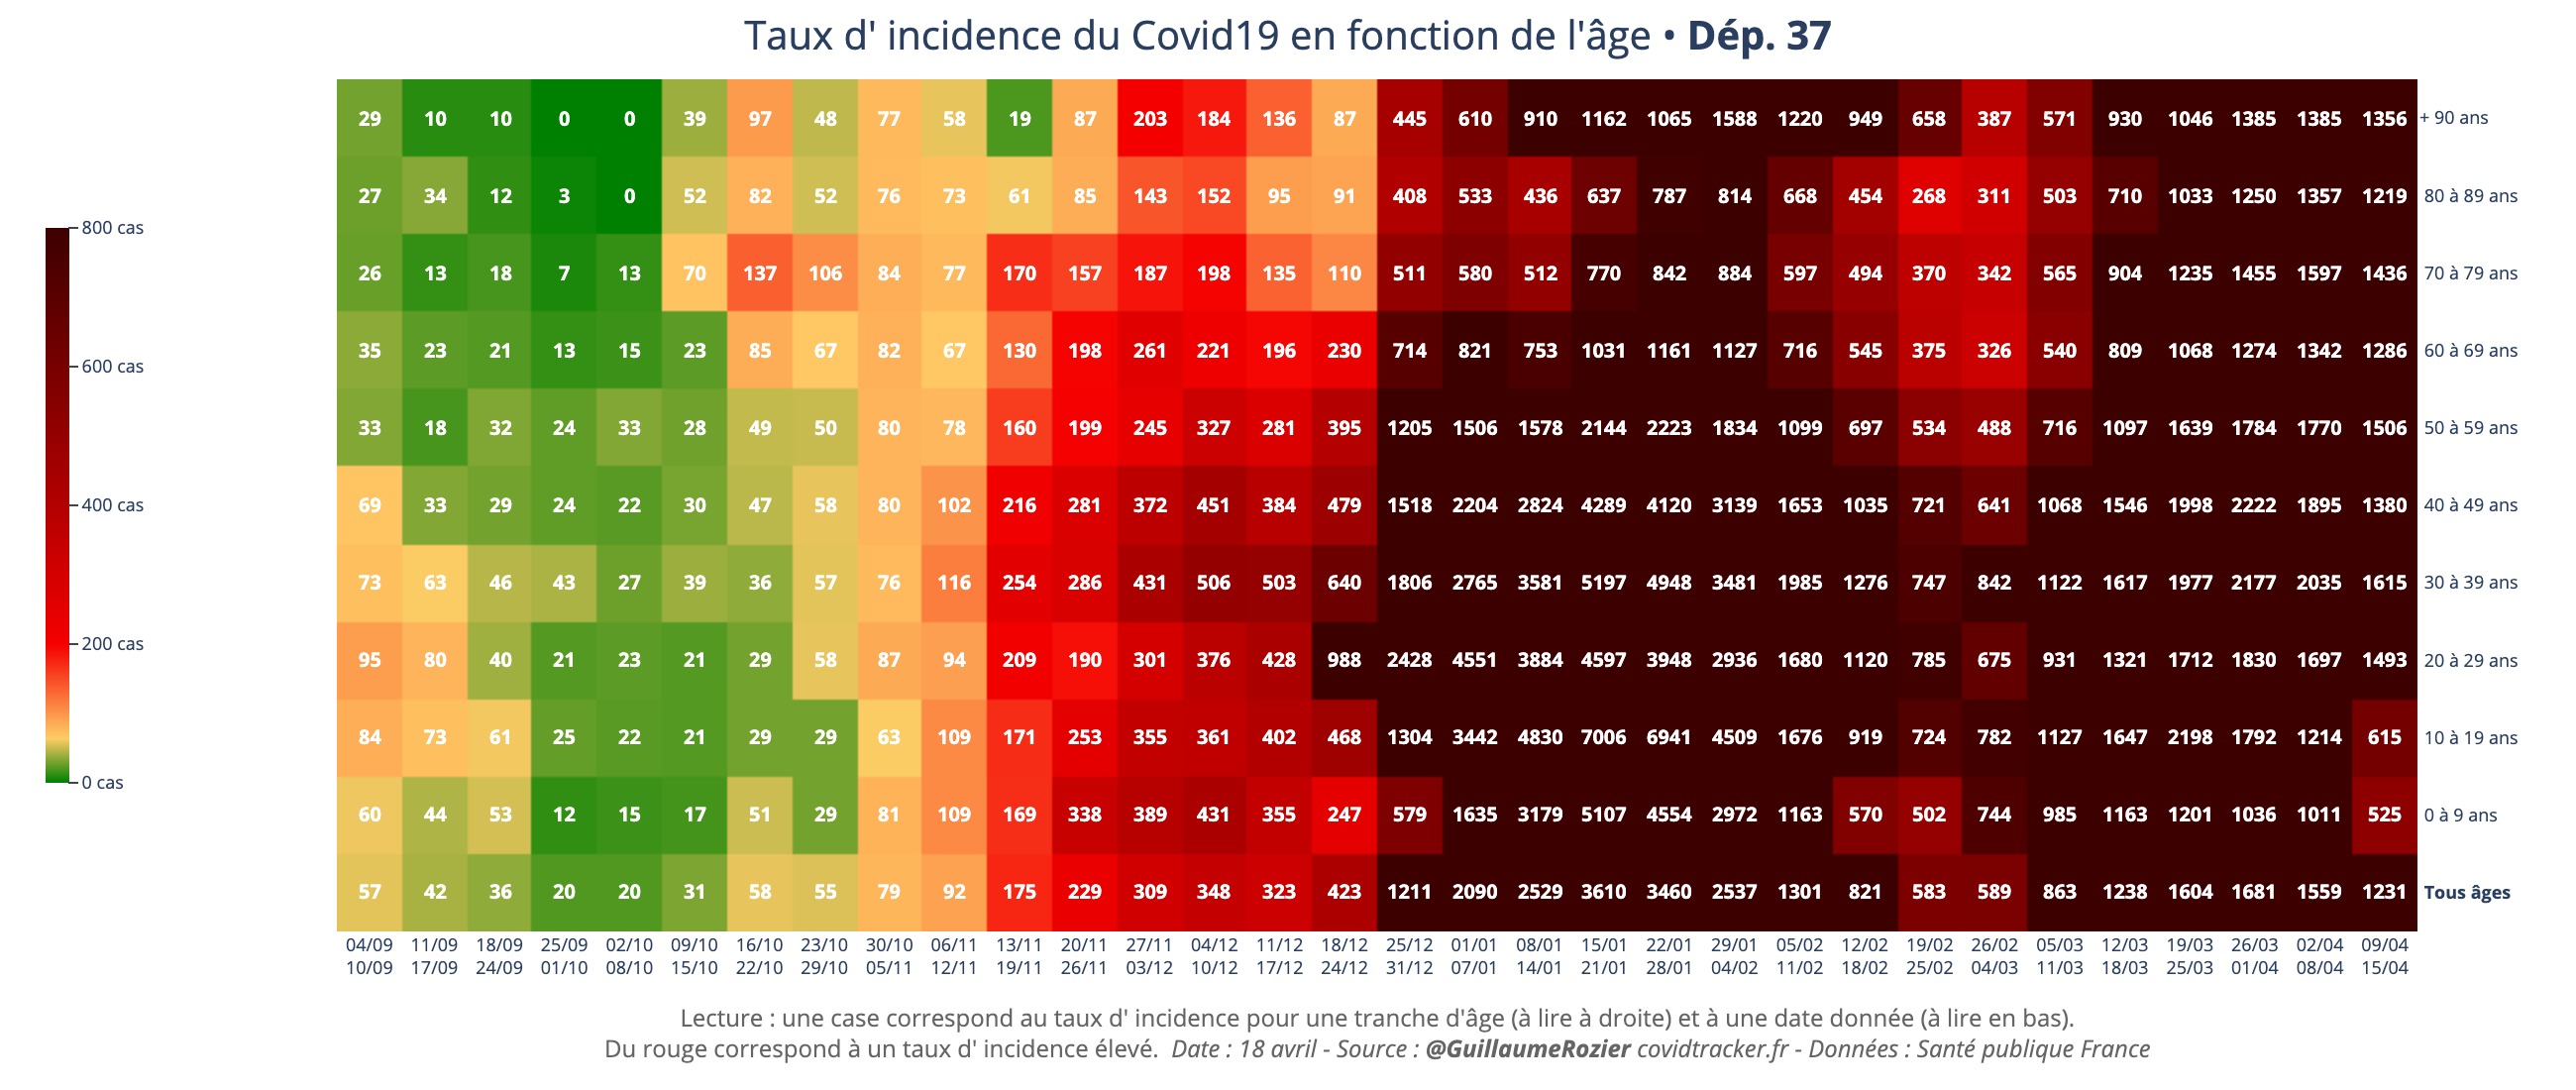 Taux d' incidence du Covid19 en fonction de l'âge • Dép. 37
800 cas
600 cas
400 cas
200 cas
0 cas
29 10 10 0 0 39 97 48 77 58 19 87 203 184 136 87 445 610 910 1162 1065 1588 1220 949 658 387 571 930 1046 1385 1385 1356 + 90 ans
27 34 12 3 0 52 82 52 76 73 61 85 143 152 95 91 408 533 436 637 787 814 668 454 268 311 503 710 1033 1250 1357 1219 80 à 89 ans
26 13 18 7 13 70 137 106 84 77 170 157 187 198 135 110 511 580 512 770 842 884 597 494 370 342 565 904 1235 1455 1597 1436 70 à 79 ans
35 23 21 13 15 23 85 67 82 67 130 198 261 221 196 230 714 821 753 1031 1161 1127 716 545 375 326 540 809 1068 1274 1342 1286 60 à 69 ans
33 18 32 24 33 28 49 50 80 78 160 199 245 327 281 395 1205 1506 1578 2144 2223 1834 1099 697 534 488 716 1097 1639 1784 1770 1506 50 à 59 ans
69 33 29 24 22 30 47 58 80 102 216 281 372 451 384 479 1518 2204 2824 4289 4120 3139 1653 1035 721 641 1068 1546 1998 2222 1895 1380 40 à 49 ans
73 63 46 43 27 39 36 57 76 116 254 286 431 506 503 640 1806 2765 3581 5197 4948 3481 1985 1276 747 842 1122 1617 1977 2177 2035 1615 30 à 39 ans
95 80 40 21 23 21 29 58 87 94 209 190 301 376 428 988 2428 4551 3884 4597 3948 2936 1680 1120 785 675 931 1321 1712 1830 1697 1493 20 à 29 ans
84 73 61 25 22 21 29 29 63 109 171 253 355 361 402 468 1304 3442 4830 7006 6941 4509 1676 919 724 782 1127 1647 2198 1792 1214 615 10 à 19 ans
60 44 53 12 15 17 51 29 81 109 169 338 389 431 355 247 579 1635 3179 5107 4554 2972 1163 570 502 744 985 1163 1201 1036 1011 525 0 à 9 ans
57 42 36 20 20 31 58 55 79 92 175 229 309 348 323 423 1211 2090 2529 3610 3460 2537 1301 821 583 589 863 1238 1604 1681 1559 1231 Tous âges
04/09 11/09 18/09 25/09 02/10 09/10 16/10 23/10 30/10 06/11 13/11 20/11 27/11 04/12 11/12 18/12 25/12 01/01 08/01 15/01 22/01 29/01 05/02 12/02 19/02 26/02 05/03 12/03 19/03 26/03 02/04 09/04
10/09 17/09 24/09 01/10 08/10 15/10 22/10 29/10 05/11 12/11 19/11 26/11 03/12 10/12 17/12 24/12 31/12 07/01 14/01 21/01 28/01 04/02 11/02 18/02 25/02 04/03 11/03 18/03 25/03 01/04 08/04 15/04
Lecture : une case correspond au taux d' incidence pour une tranche d'âge (à lire à droite) et à une date donnée (à lire en bas).
Du rouge correspond à un taux d' incidence élevé. Date : 18 avril - Source : @GuillaumeRozier covidtracker.fr - Données : Santé publique France